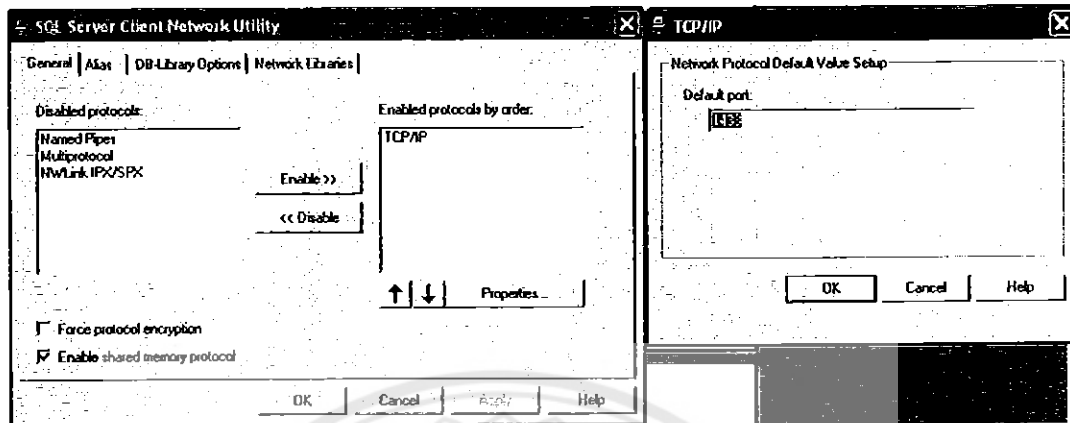 SQL Server Client Network Utility
General
Alias
DB-Library Options
Network Libraries
Disabled protocols:
Named Pipes
Multiprotocol
NWLink IPX/SPX
Enable >>
<< Disable
Enabled protocols by order:
TCP/IP
Properties...
Force protocol encryption
Enable shared memory protocol
OK
Cancel
Apply
Help
TCP/IP
Network Protocol Default Value Setup
Default port:
OK
Cancel
Help